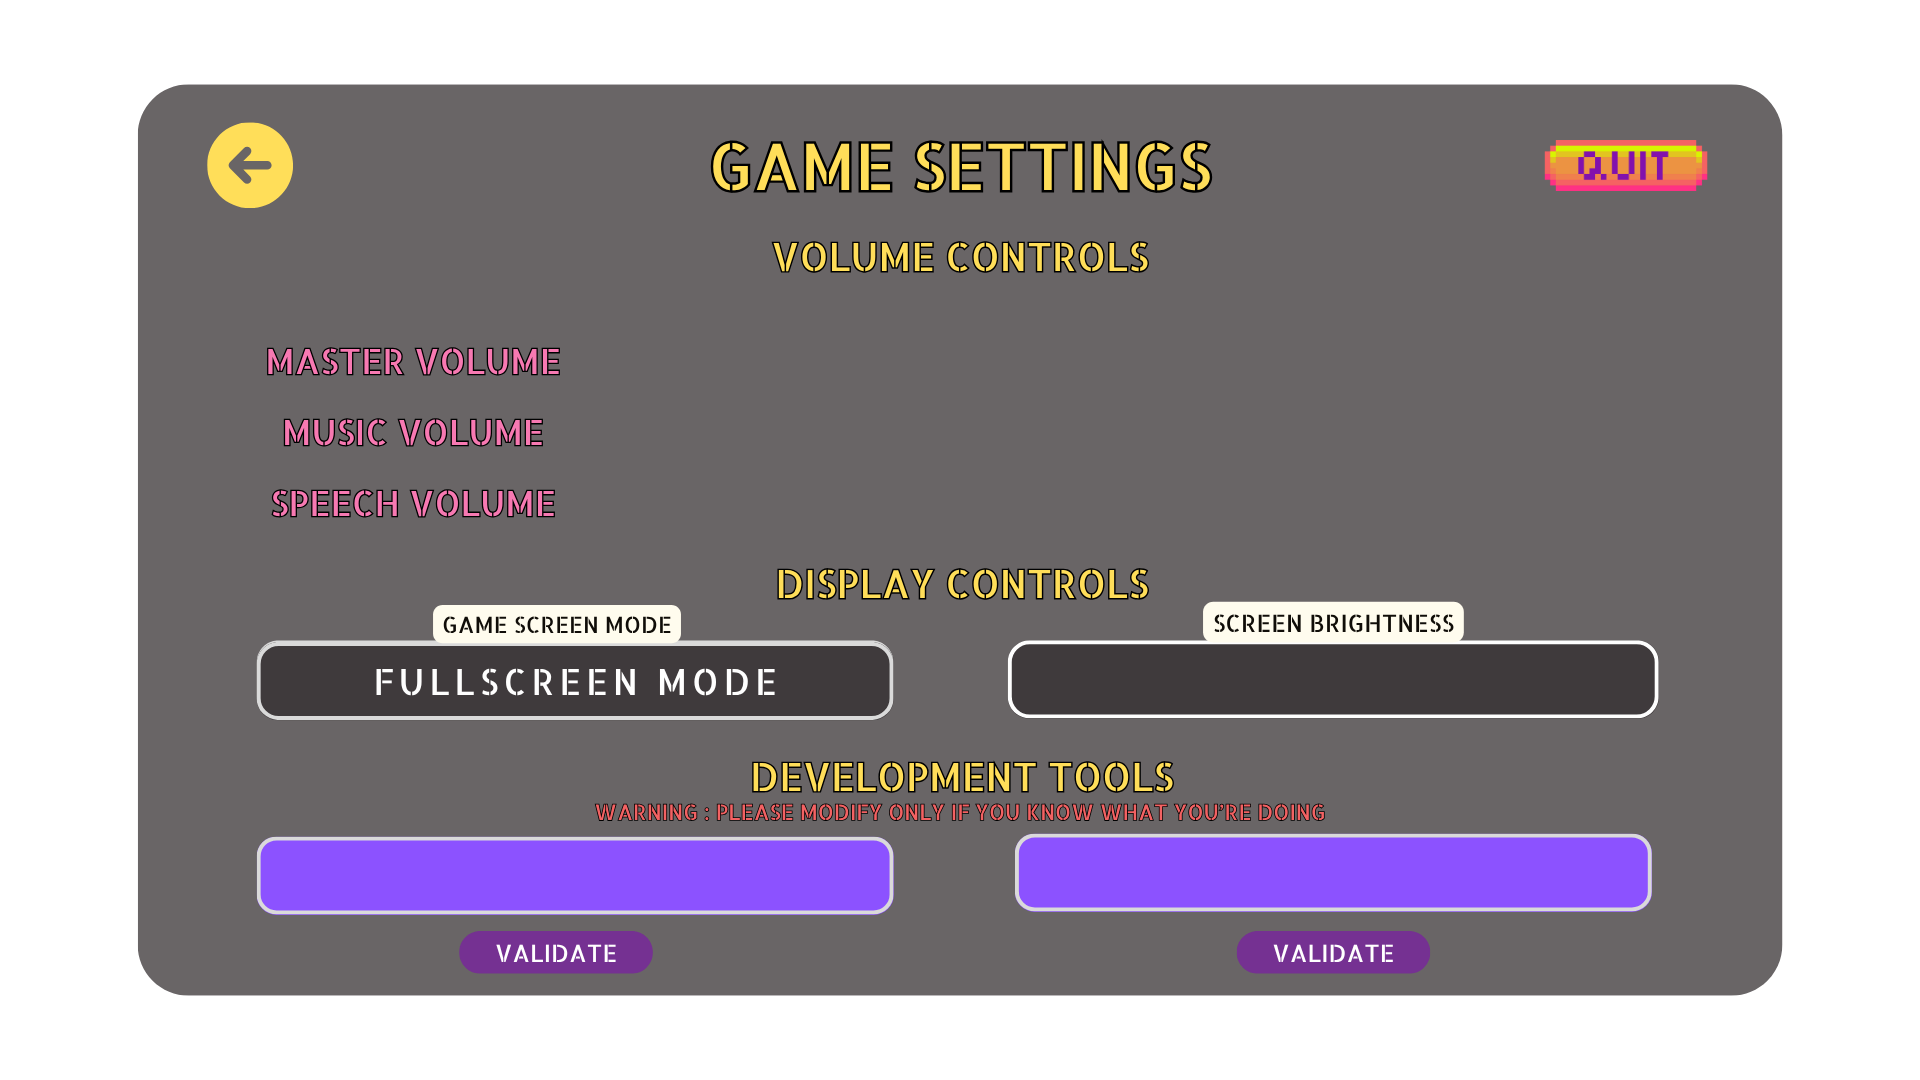 GAME SETTINGS
QUIT
VOLUME CONTROLS
MASTER VOLUME
MUSIC VOLUME
SPEECH VOLUME
DISPLAY CONTROLS
GAME SCREEN MODE
SCREEN BRIGHTNESS
FULLSCREEN MODE
DEVELOPMENT TOOLS
WARNING : PLEASE MODIFY ONLY IF YOU KNOW WHAT YOU'RE DOING
VALIDATE
VALIDATE